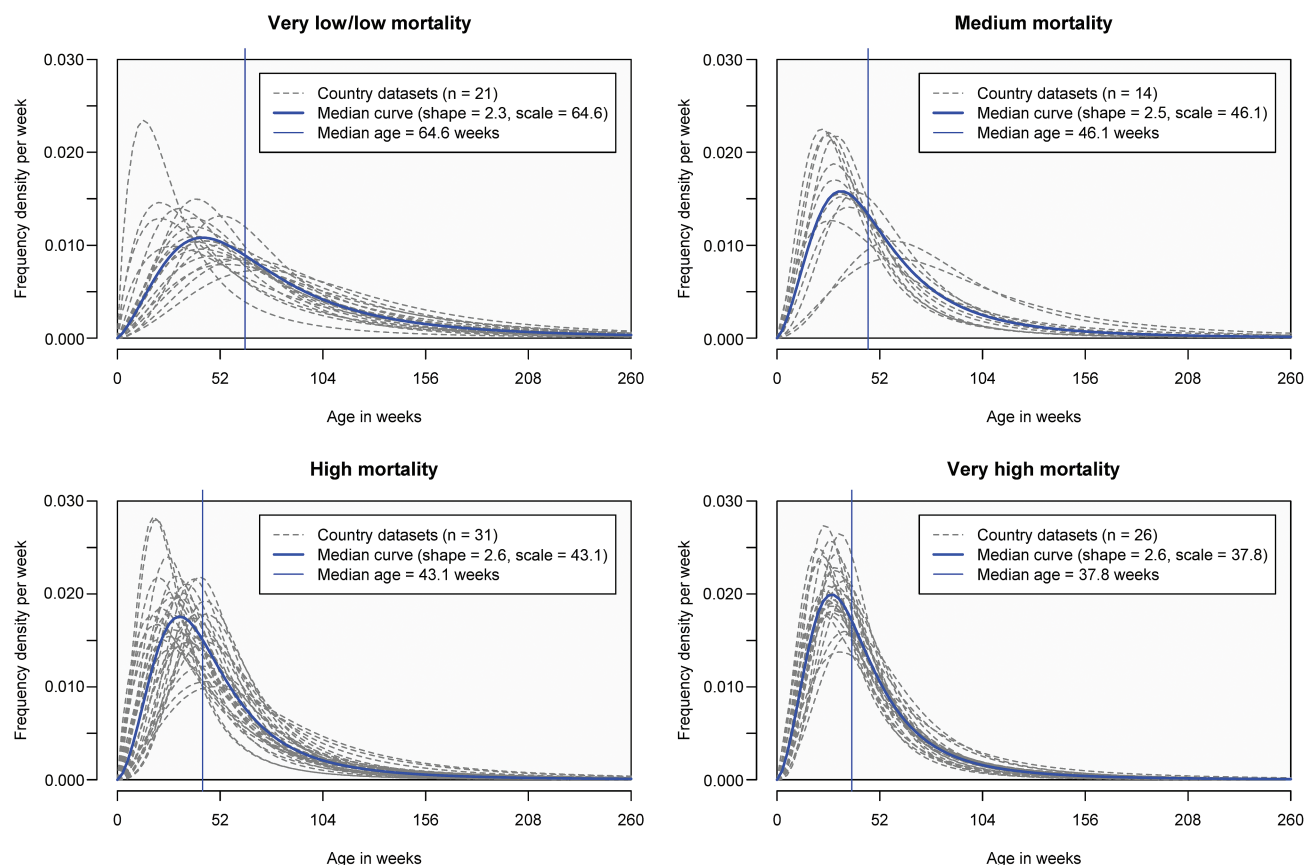 Very low/low mortality
Frequency density per week
0.030
0.020
0.010
0.000
Country datasets (n = 21)
Median curve (shape = 2.3, scale = 64.6)
Median age = 64.6 weeks
0 52 104 156 208 260
Age in weeks
Medium mortality
Frequency density per week
0.030
0.020
0.010
0.000
Country datasets (n = 14)
Median curve (shape = 2.5, scale = 46.1)
Median age = 46.1 weeks
0 52 104 156 208 260
Age in weeks
High mortality
Frequency density per week
0.030
0.020
0.010
0.000
Country datasets (n = 31)
Median curve (shape = 2.6, scale = 43.1)
Median age = 43.1 weeks
0 52 104 156 208 260
Age in weeks
Very high mortality
Frequency density per week
0.030
0.020
0.010
0.000
Country datasets (n = 26)
Median curve (shape = 2.6, scale = 37.8)
Median age = 37.8 weeks
0 52 104 156 208 260
Age in weeks